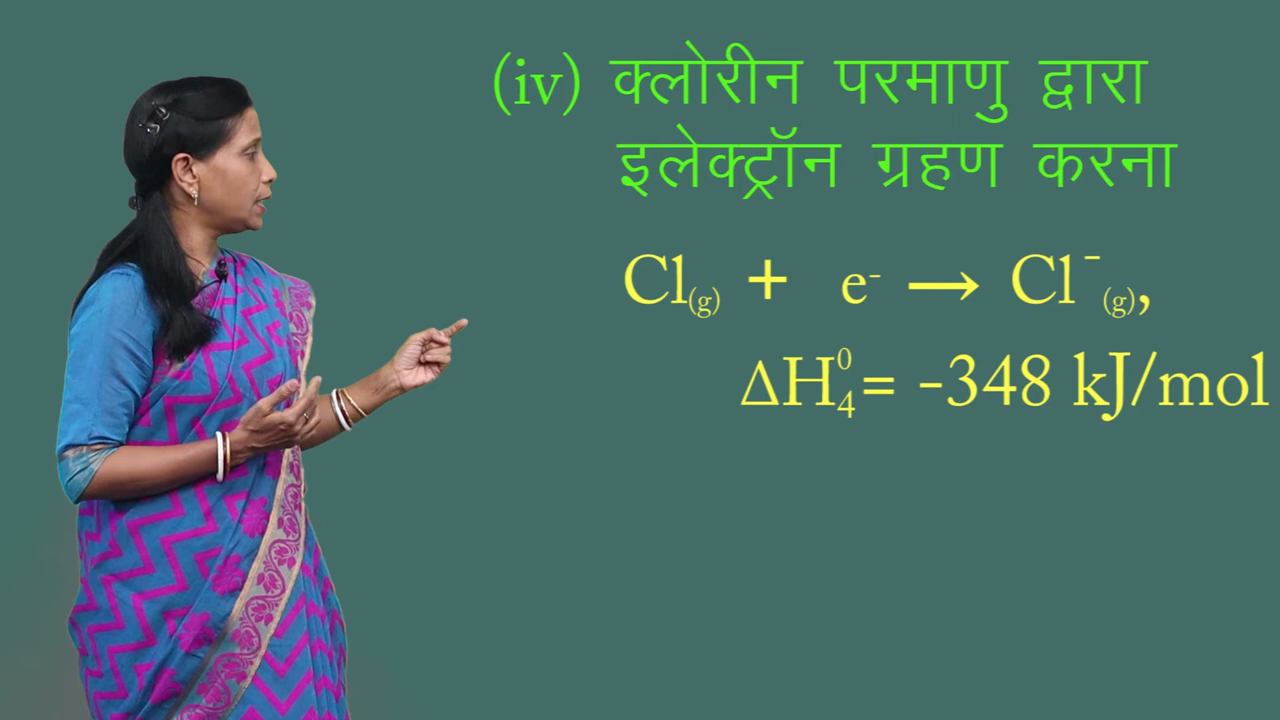 (iv) क्लोरीन परमाणु द्वारा
इलेक्ट्रॉन ग्रहण करना
Cl(g) + e⁻ → Cl⁻(g),
ΔH⁰₄ = -348 kJ/mol